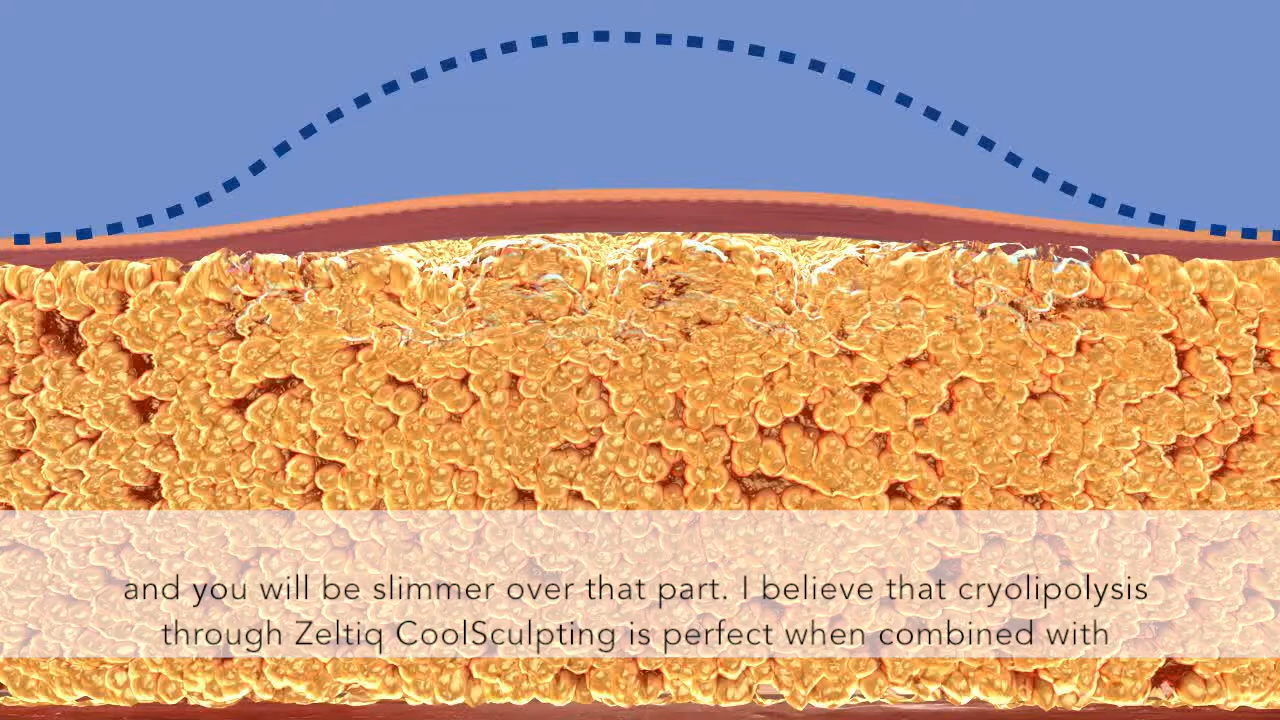 and you will be slimmer over that part. I believe that cryolipolysis
through Zeltiq CoolSculpting is perfect when combined with